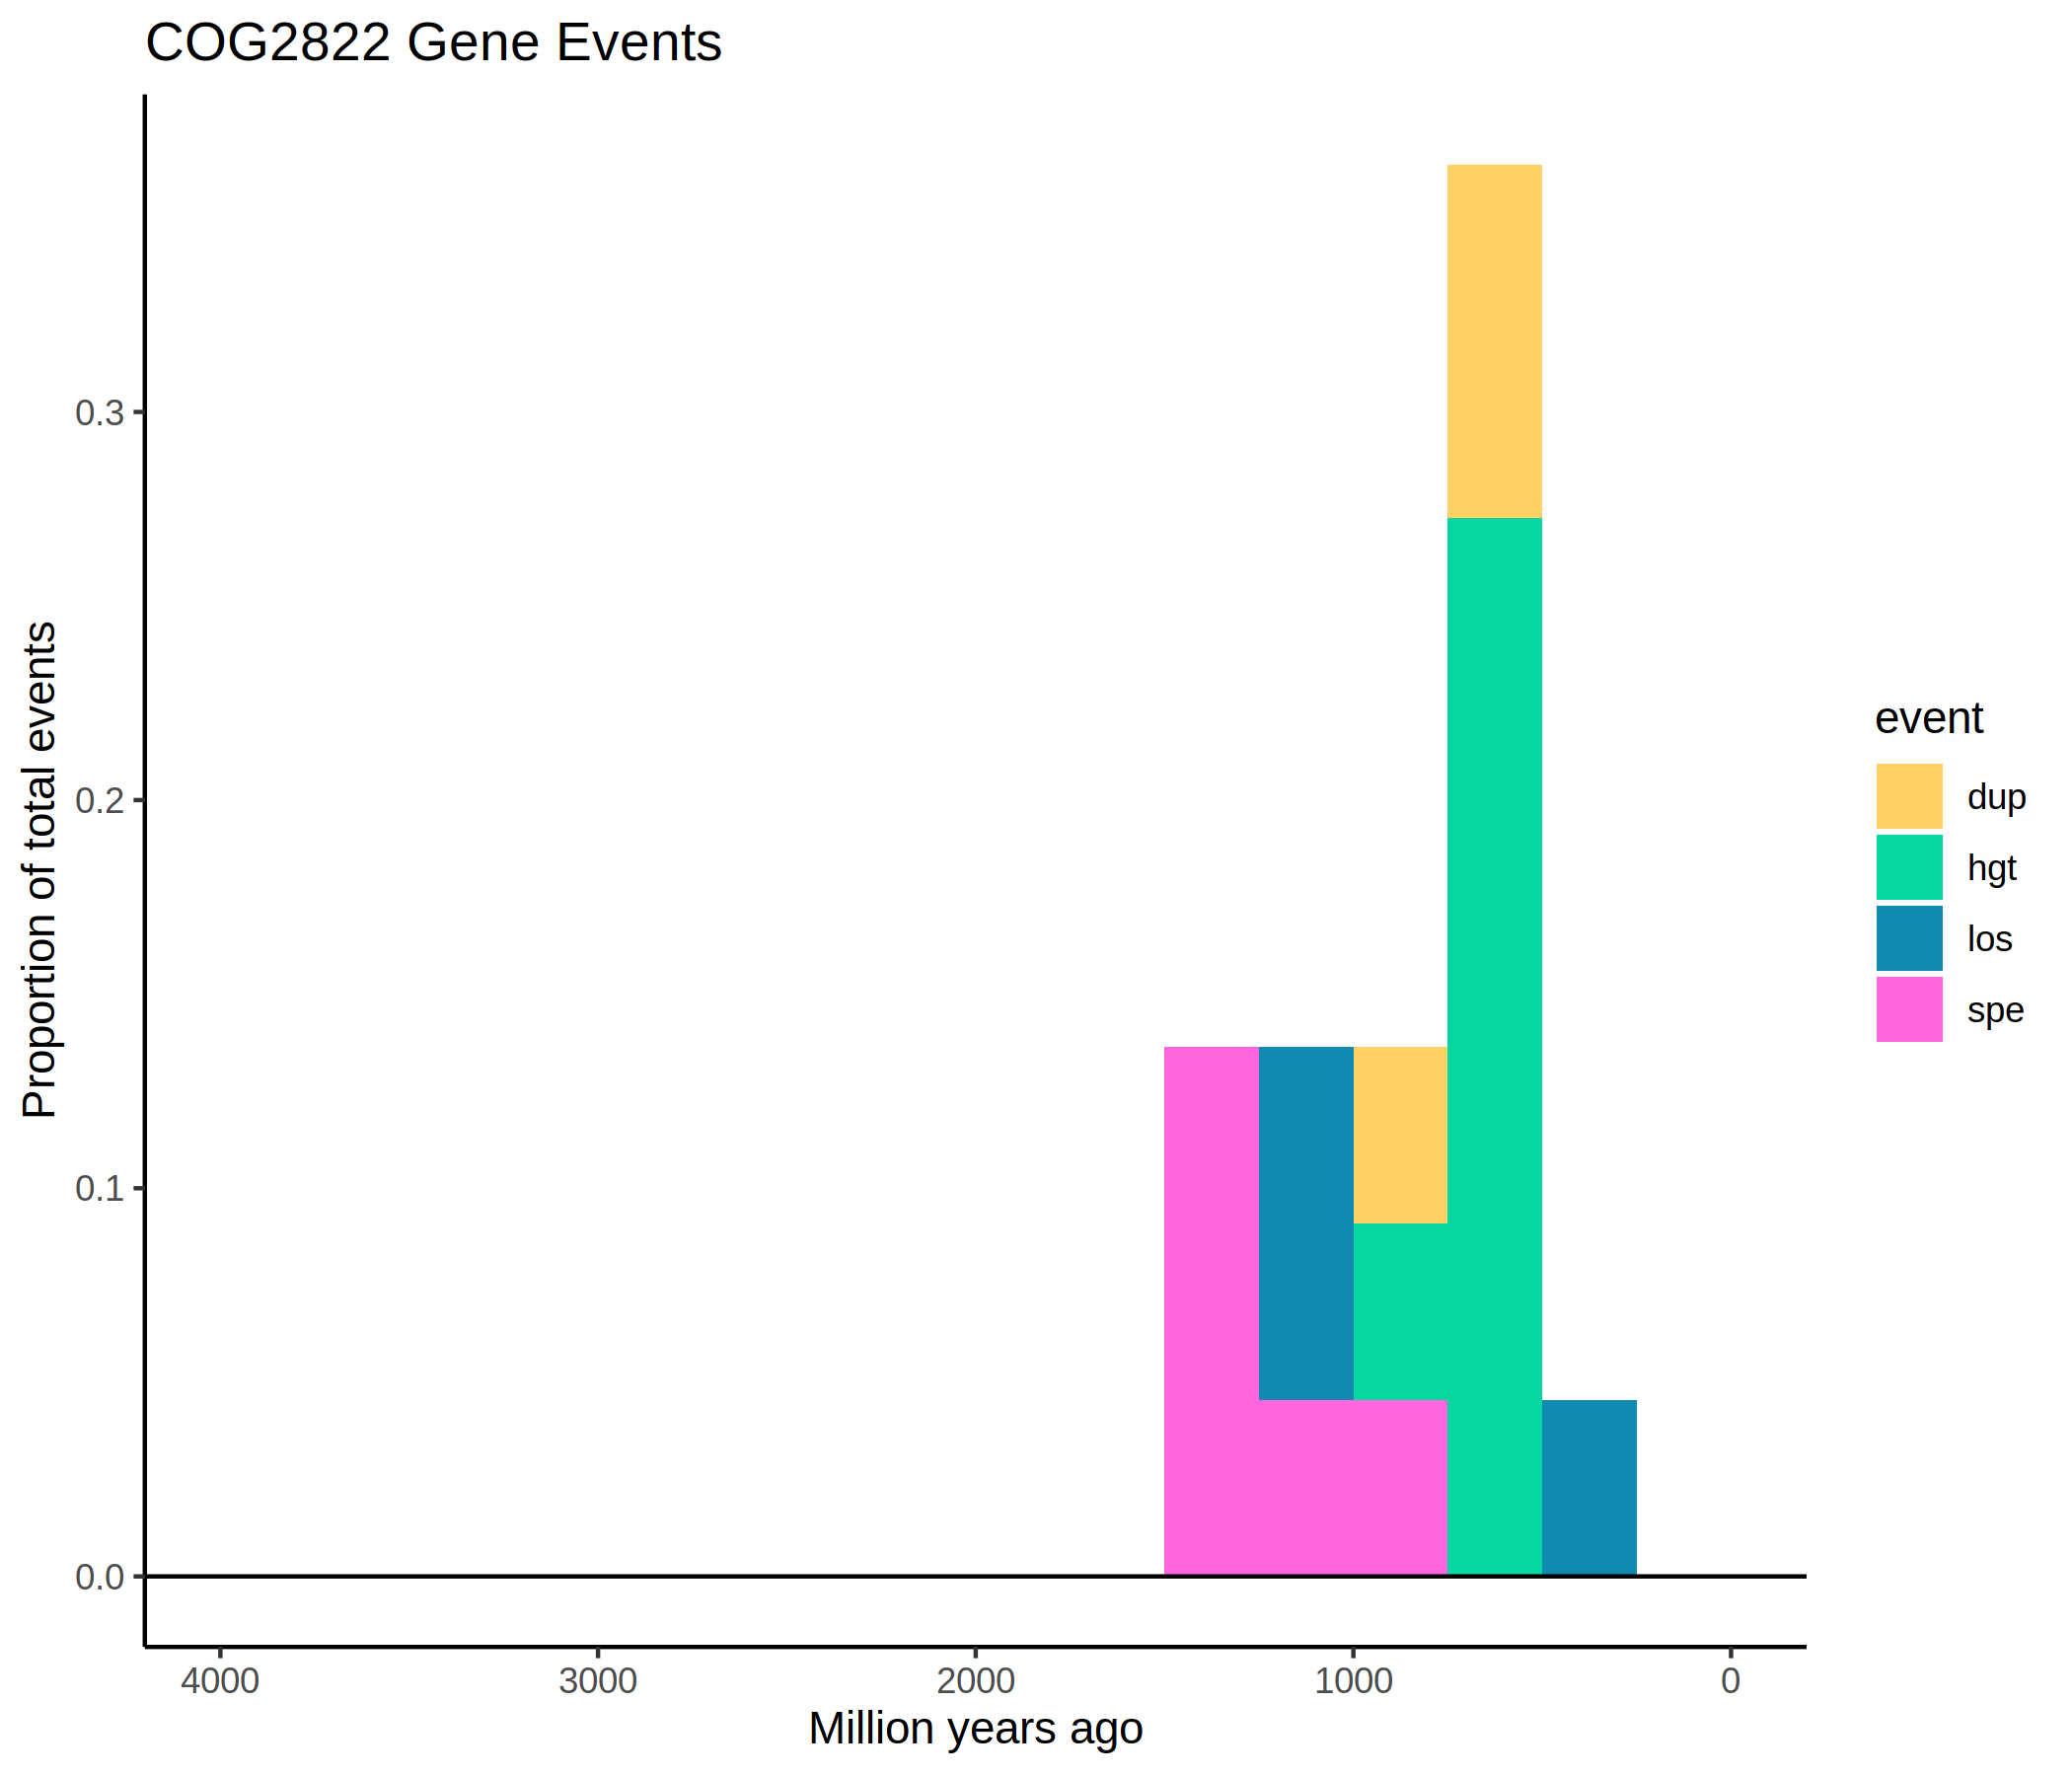 COG2822 Gene Events
Proportion of total events
0.3
0.2
0.1
0.0
4000 3000 2000 1000 0
Million years ago
event
dup
hgt
los
spe